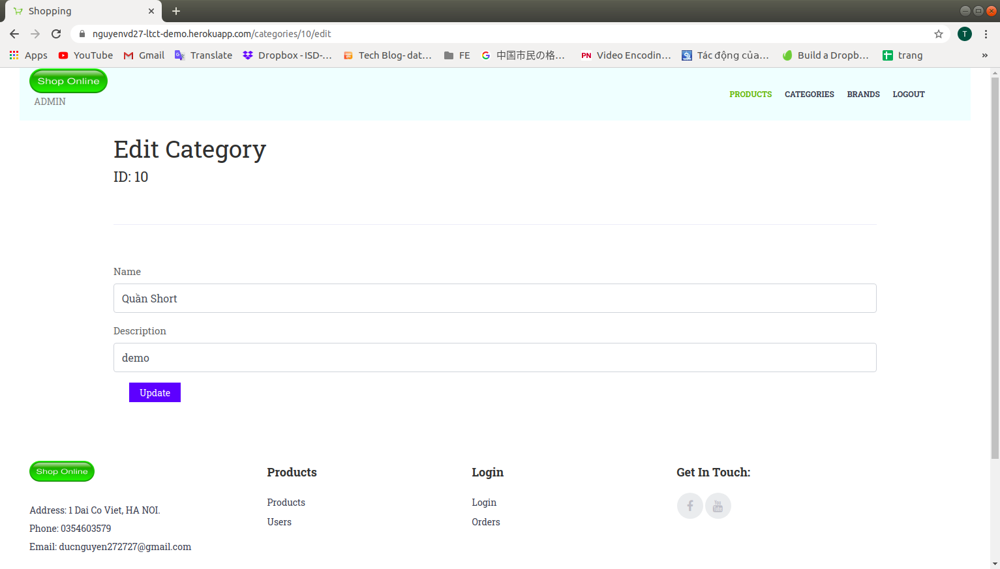 Shopping
nguyenvd27-ltct-demo.herokuapp.com/categories/10/edit
T
Apps YouTube Gmail Translate Dropbox - ISD-... Tech Blog- dat... FE 中国市民の格... PN Video Encodin... Tác động của... Build a Dropb... trang »
Shop Online
ADMIN
PRODUCTS CATEGORIES BRANDS LOGOUT
Edit Category
ID: 10
Name
Quần Short
Description
demo
Update
Shop Online
Address: 1 Dai Co Viet, HA NOI.
Phone: 0354603579
Email: ducnguyen272727@gmail.com
Products
Products
Users
Login
Login
Orders
Get In Touch:
You
Tube